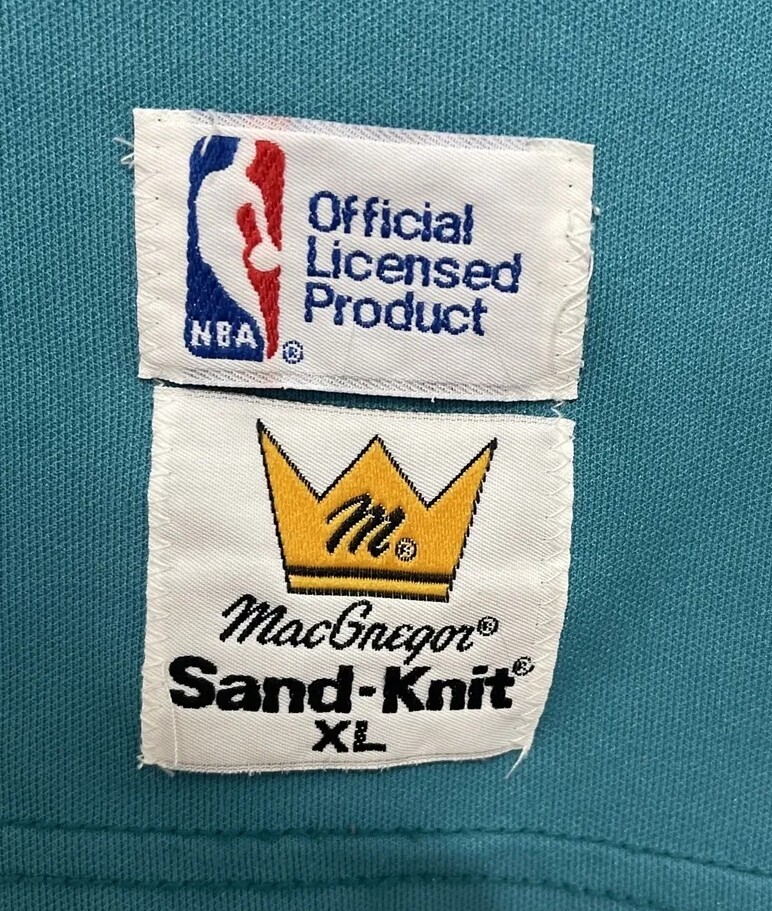 Official
Licensed
Product
NBA ®
M®
MacGregor®
Sand-Knit®
XL